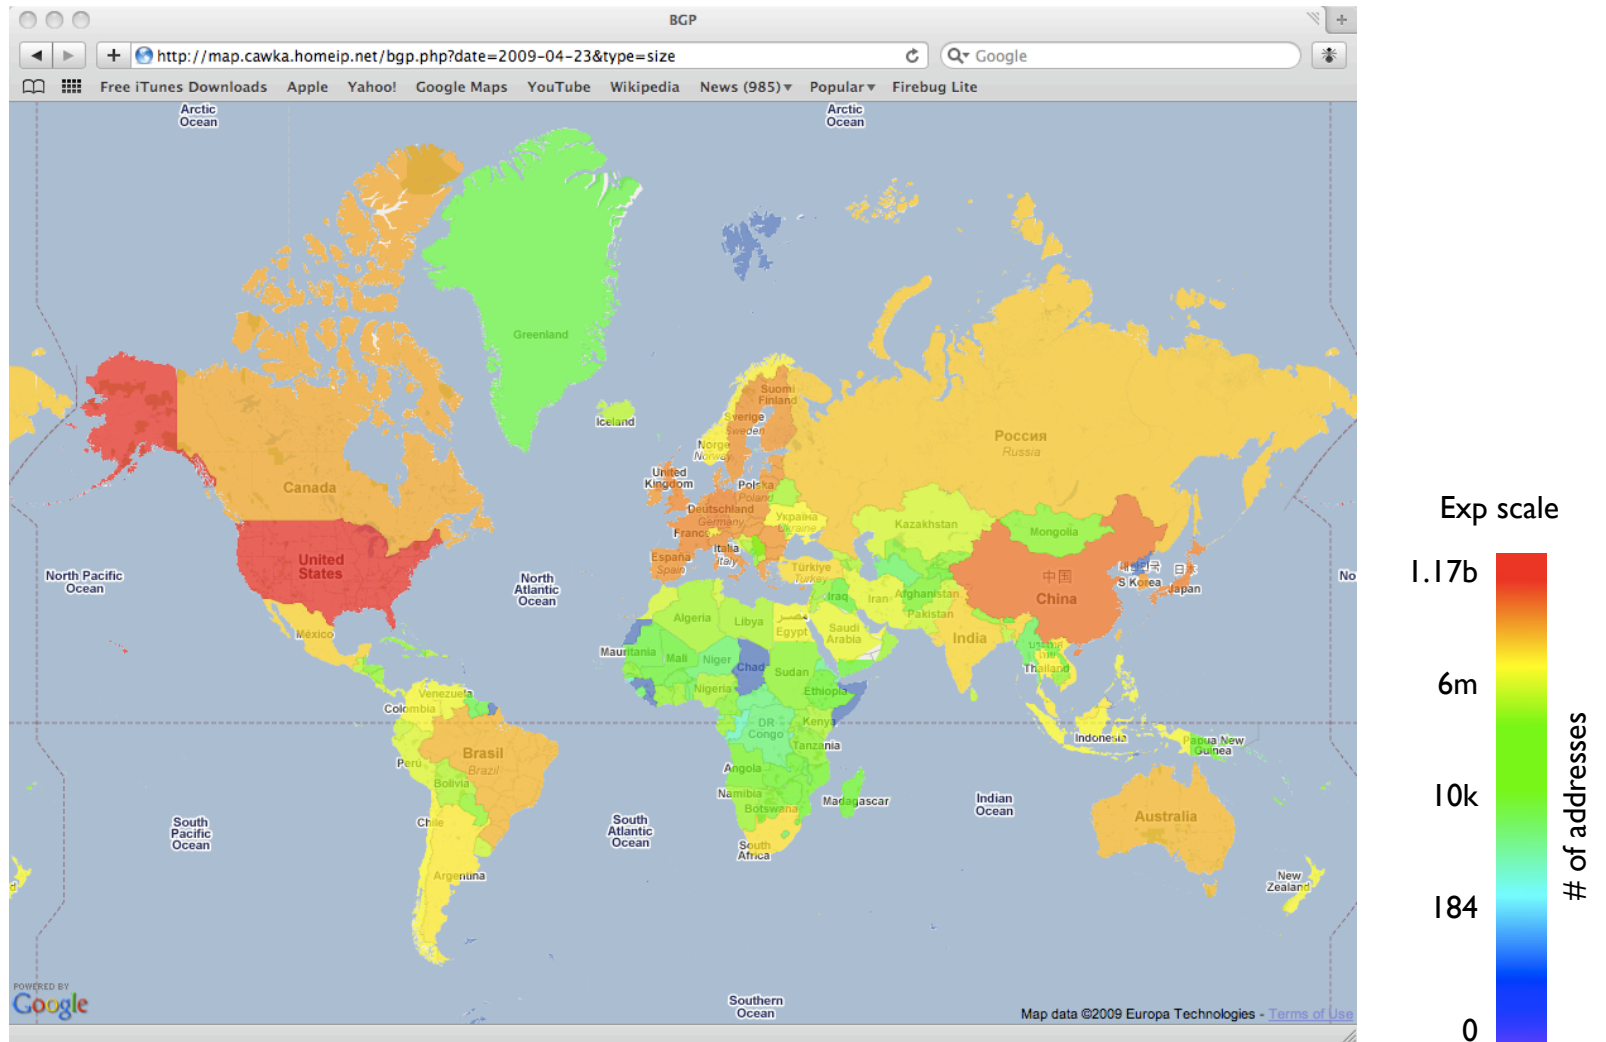 BGP
http://map.cawka.homeip.net/bgp.php?date=2009-04-23&type=size
Google
Free iTunes Downloads Apple Yahoo! Google Maps YouTube Wikipedia News (985) Popular Firebug Lite
Arctic
Ocean
Arctic
Ocean
Greenland
Iceland
Suomi
Finland
Sverige
Sweden
Norge
Norway
Россия
Russia
United
Kingdom
Polska
Poland
Canada
Deutschland
Germany
Україна
Ukraine
France
Kazakhstan
Mongolia
Italia
Italy
España
Spain
United
States
Türkiye
Turkey
中国
China
S Korea
日本
Japan
North Pacific
Ocean
North
Atlantic
Ocean
No
Iraq
Iran
Afghanistan
Pakistan
Algeria
Libya
مصر
Egypt
Saudi
Arabia
India
México
Mauritania
Mali
Niger
Chad
Sudan
Thailand
Nigeria
Ethiopia
Venezuela
Colombia
DR
Congo
Kenya
Tanzania
Indonesia
Papua New
Guinea
Brasil
Brazil
Perú
Bolivia
Angola
Namibia
Botswana
Madagascar
Indian
Ocean
Australia
Chile
South
Pacific
Ocean
South
Atlantic
Ocean
South
Africa
Argentina
New
Zealand
d
POWERED BY
Google
Southern
Ocean
Map data ©2009 Europa Technologies - Terms of Use
Exp scale
1.17b
6m
10k
184
0
# of addresses